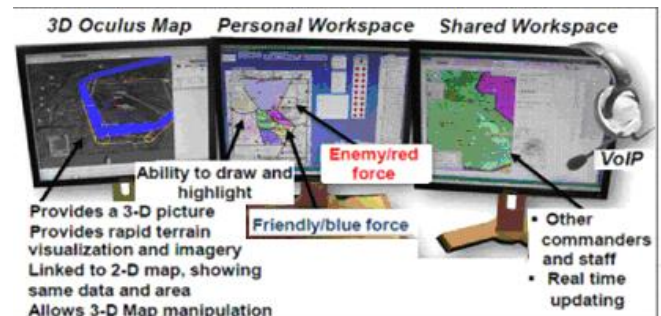 3D Oculus Map
Personal Workspace
Shared Workspace
Enemy/red
force
VoIP
Ability to draw and
highlight
Friendly/blue force
Provides a 3-D picture
Provides rapid terrain
visualization and imagery
Linked to 2-D map, showing
same data and area
Allows 3-D Map manipulation
▪ Other
commanders
and staff
▪ Real time
updating